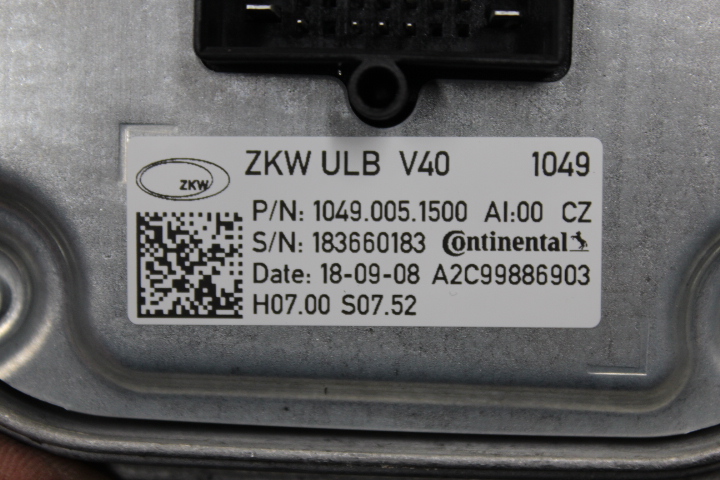 ZKW ZKW ULB V40 1049
P/N: 1049.005.1500 AI:00 CZ
S/N: 183660183 Continental
Date: 18-09-08 A2C99886903
H07.00 S07.52